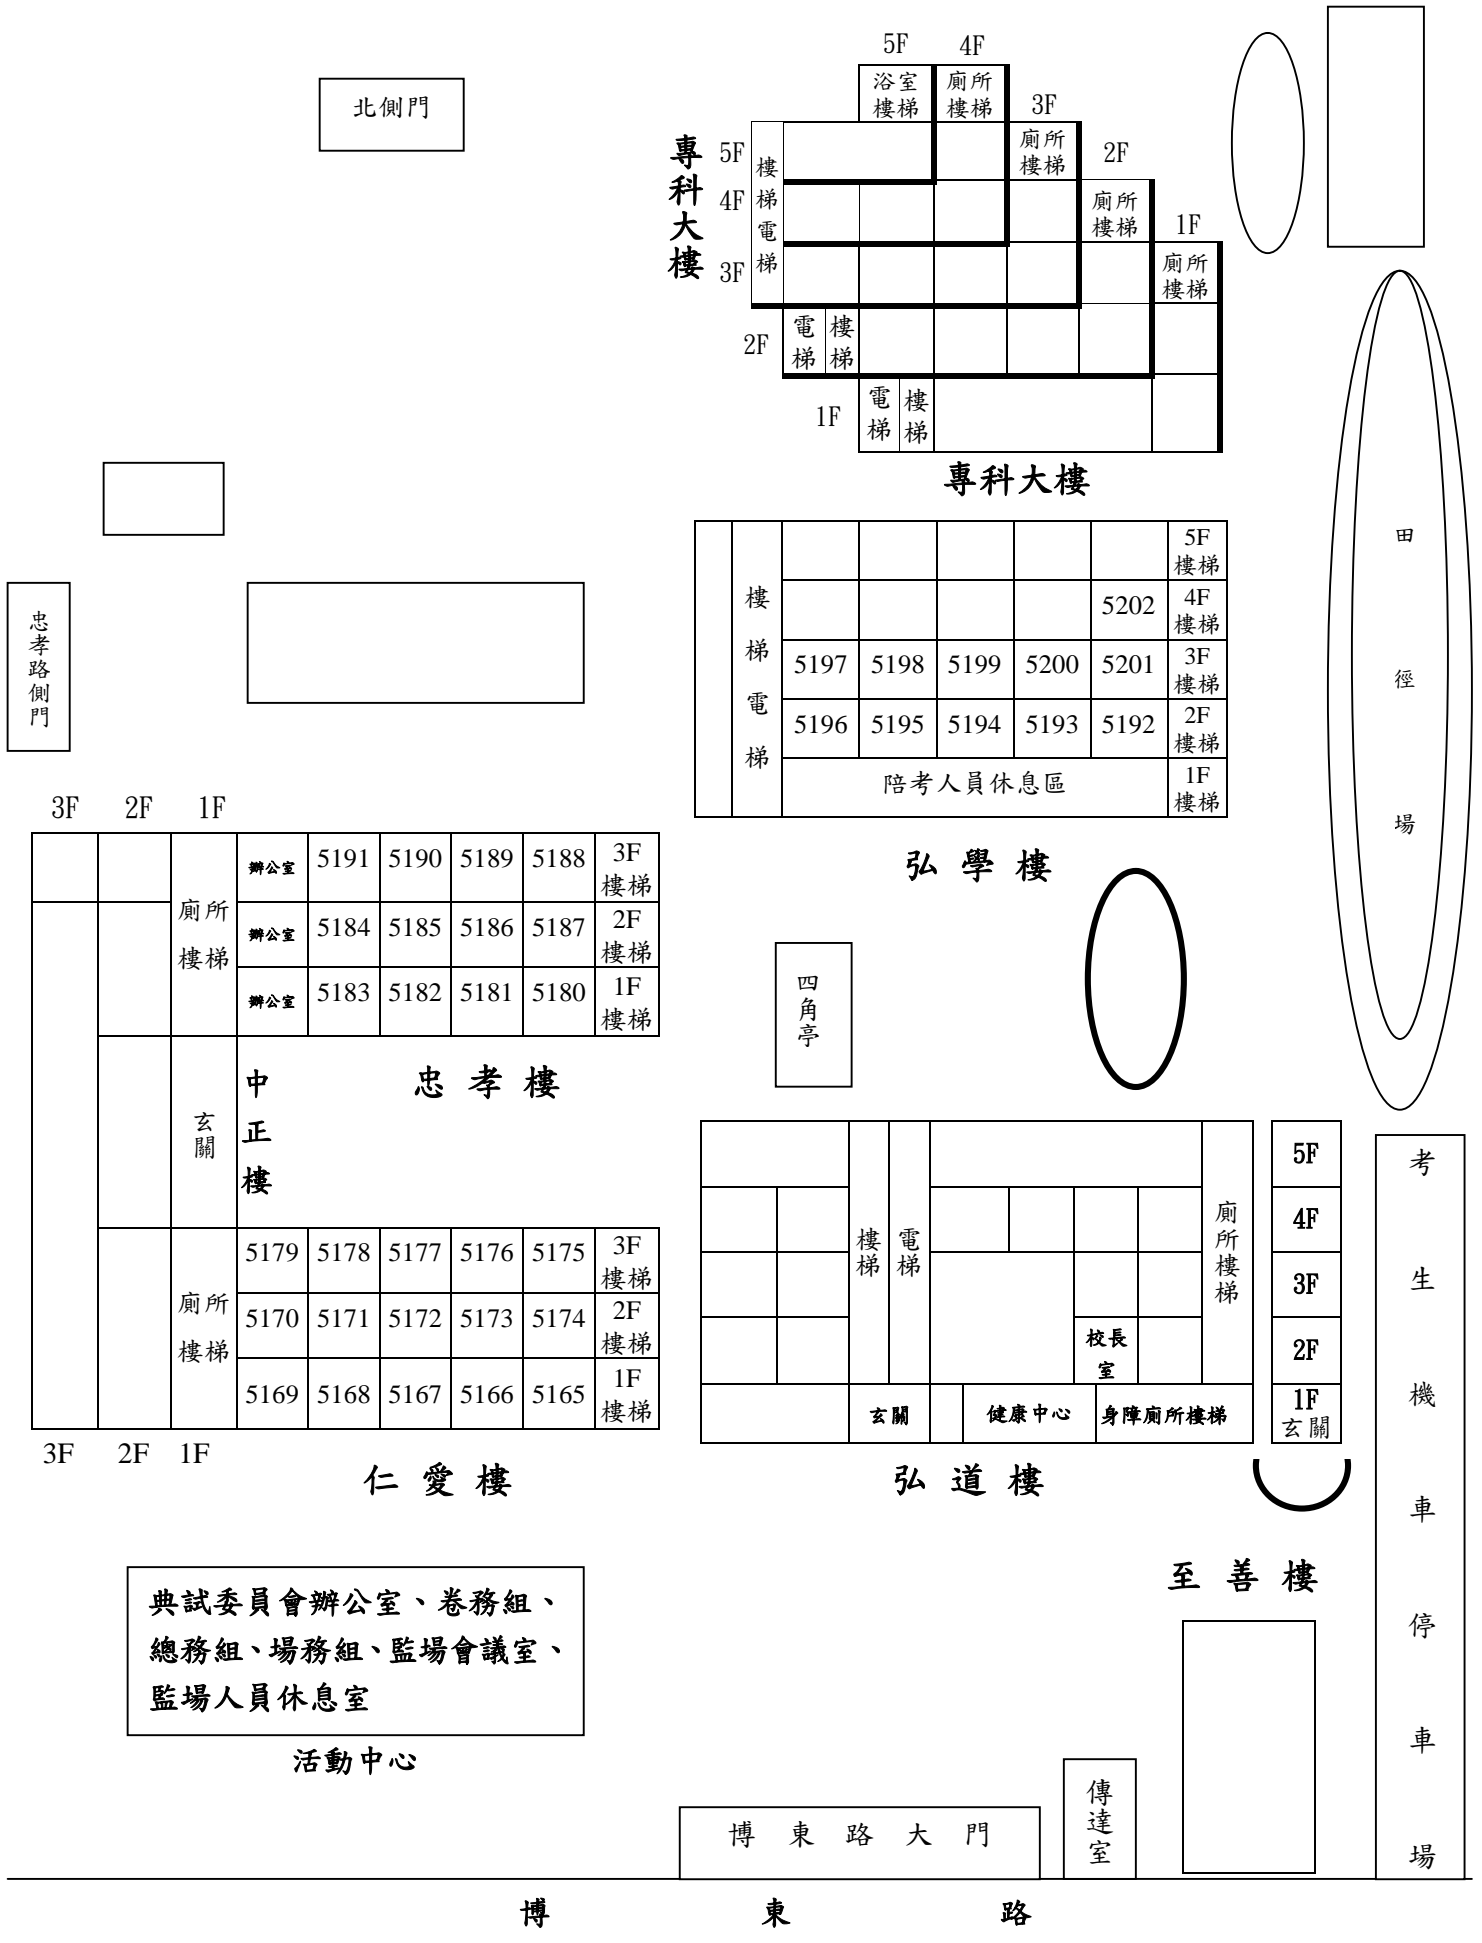 5F 4F
北側門
浴室 廁所
樓梯 樓梯
3F
專科大樓
5F
4F
3F
樓梯電梯
廁所
樓梯
2F
廁所
樓梯
1F
廁所
樓梯
2F
電梯 樓梯
1F
電梯 樓梯
專科大樓
田徑場
忠孝路側門
樓梯電梯
5F
樓梯
5202 4F
樓梯
5197 5198 5199 5200 5201 3F
樓梯
5196 5195 5194 5193 5192 2F
樓梯
陪考人員休息區 1F
樓梯
弘學樓
3F 2F 1F
廁所
樓梯
辦公室 5191 5190 5189 5188 3F
樓梯
辦公室 5184 5185 5186 5187 2F
樓梯
辦公室 5183 5182 5181 5180 1F
樓梯
忠孝樓
四角亭
玄關
中正樓
廁所
樓梯
5179 5178 5177 5176 5175 3F
樓梯
5170 5171 5172 5173 5174 2F
樓梯
5169 5168 5167 5166 5165 1F
樓梯
3F 2F 1F
仁愛樓
樓梯 電梯
廁所樓梯
校長
室
玄關 健康中心 身障廁所樓梯
弘道樓
5F
4F
3F
2F
1F
玄關
至善樓
考生機車停車場
典試委員會辦公室、卷務組、
總務組、場務組、監場會議室、
監場人員休息室
活動中心
博東路大門
傳達室
博東路